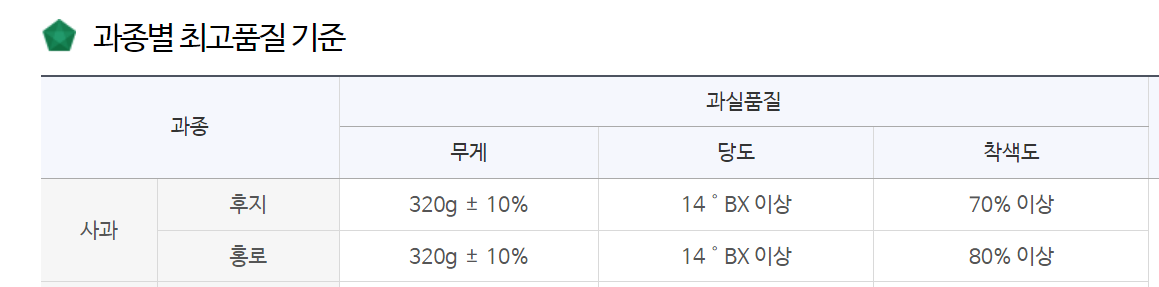 과종별 최고품질 기준
과종
과실품질
무게 당도 착색도
사과
후지 320g ± 10% 14 ˚ BX 이상 70% 이상
홍로 320g ± 10% 14 ˚ BX 이상 80% 이상